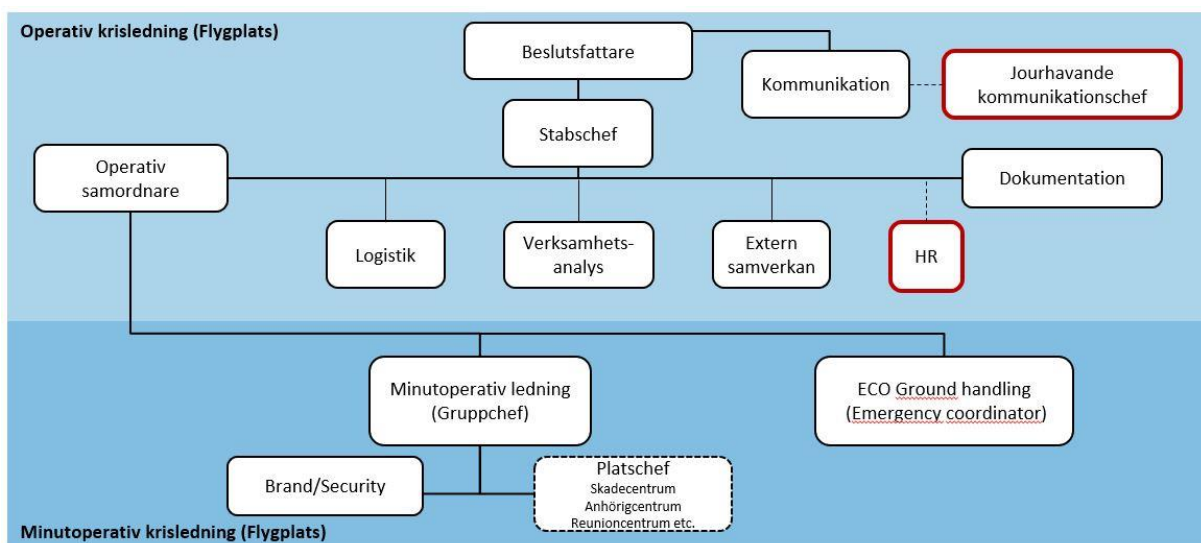 Operativ krisledning (Flygplats)
Beslutsfattare
Kommunikation
Jourhavande
kommunikationschef
Stabschef
Operativ
samordnare
Dokumentation
Logistik
Verksamhets-
analys
Extern
samverkan
HR
Minutoperativ ledning
(Gruppchef)
ECO Ground handling
(Emergency coordinator)
Brand/Security
Platschef
Skadecentrum
Anhörigcentrum
Reunioncentrum etc.
Minutoperativ krisledning (Flygplats)